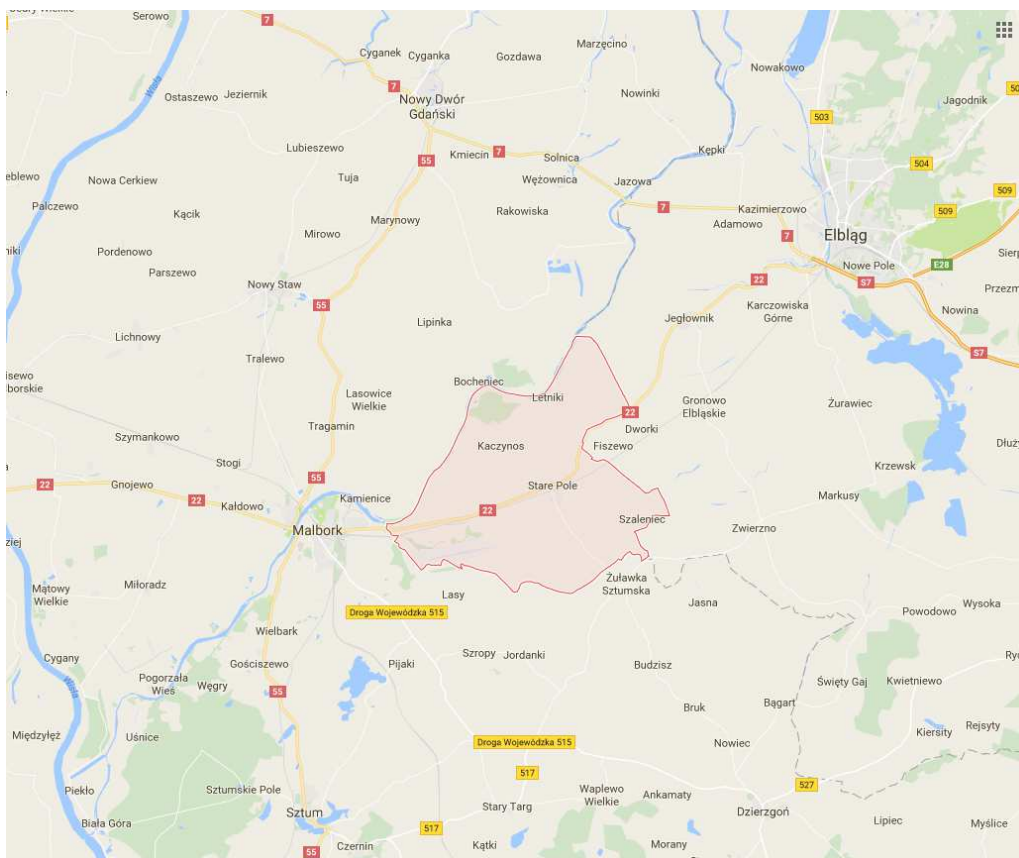 Serowo
7
Cyganek
Cyganka
Gozdawa
Marzęcino
Nowakowo
Wisła
Ostaszewo
Jeziernik
7
7
Nowy Dwór
Gdański
Nowinki
Jagodnik
503
Lubieszewo
55
Kmiecin
7
Solnica
Kępki
504
Nowa Cerkiew
Tuja
Wężownica
Jazowa
509
Palczewo
Kącik
Marynowy
Rakowiska
7
Kazimierzowo
Adamowo
509
Mirowo
7
Elbląg
Pordenowo
Parszewo
Nowe Pole
E28
Nowy Staw
22
S7
55
Lipinka
Jegłownik
Karczowiska
Górne
Nowina
Lichnowy
Tralewo
S7
Bocheniec
Lasowice
Wielkie
Letniki
Gronowo
Elbląskie
Żurawiec
22
Tragamin
Dworki
Szymankowo
Kaczynos
Fiszewo
Stogi
Krzewsk
55
22
Gnojewo
22
Kałdowo
Kamienice
Stare Pole
Markusy
22
Szaleniec
Malbork
Zwierzno
Mątowy
Wielkie
Miłoradz
Żuławka
Sztumska
Lasy
Jasna
Droga Wojewódzka 515
Powodowo
Wysoka
Wielbark
Cygany
Gościszewo
Pijaki
Szropy
Jordanki
Budzisz
Pogorzała
Wieś
Węgry
Święty Gaj
Kwietniewo
55
Wisła
Bruk
Bągart
Międzyłęż
Uśnice
Droga Wojewódzka 515
Nowiec
Kiersity
Rejsyty
517
527
Piekło
Sztumskie Pole
Waplewo
Wielkie
Ankamaty
Sztum
Stary Targ
Dzierzgoń
Biała Góra
517
Lipiec
Myślice
55
Czernin
Kątki
Morany